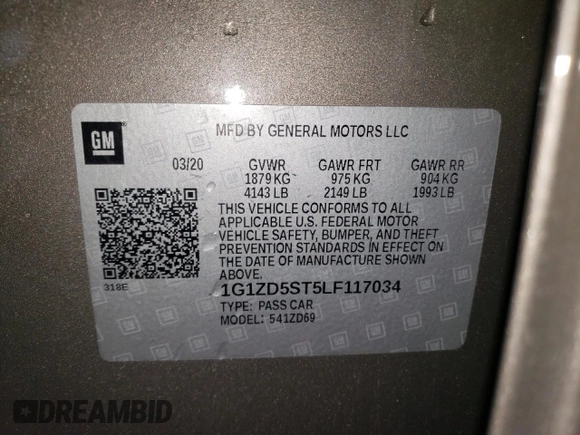 GM
MFD BY GENERAL MOTORS LLC
03/20 GVWR GAWR FRT GAWR RR
1879 KG 975 KG 904 KG
4143 LB 2149 LB 1993 LB
THIS VEHICLE CONFORMS TO ALL
APPLICABLE U.S. FEDERAL MOTOR
VEHICLE SAFETY, BUMPER, AND THEFT
PREVENTION STANDARDS IN EFFECT ON
THE DATE OF MANUFACTURE SHOWN
ABOVE.
318E
1G1ZD5ST5LF117034
TYPE: PASS CAR
MODEL: 541ZD69
DREAMBID